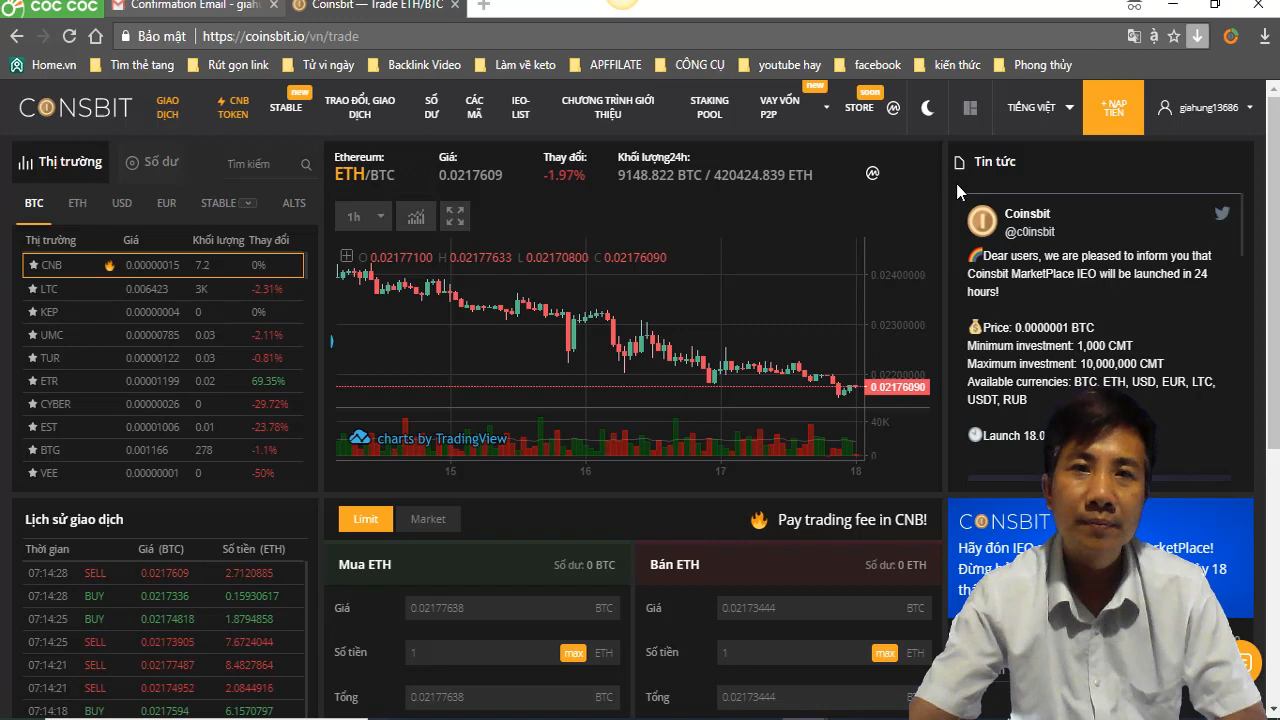 CỐC CỐC
Confirmation Email - giah
Coinsbit — Trade ETH/BTC
Bảo mật
https://coinsbit.io/vn/trade
Home.vn
Tìm thẻ tang
Rút gọn link
Tử vi ngày
Backlink Video
Làm về keto
APFFILATE
CÔNG CỤ
youtube hay
facebook
kiến thức
Phong thủy
CONSBIT
GIAO
DỊCH
CNB
TOKEN
new
STABLE
TRAO ĐỔI, GIAO
DỊCH
SỐ
DƯ
CÁC
MÃ
IEO-
LIST
CHƯƠNG TRÌNH GIỚI
THIỆU
STAKING
POOL
new
VAY VỐN
P2P
soon
STORE
TIẾNG VIỆT
+ NẠP
TIỀN
giahung13686
Thị trường
Số dư
Tìm kiếm
BTC
ETH
USD
EUR
STABLE
ALTS
Thị trường Giá Khối lượng Thay đổi
CNB 0.00000015 7.2 0%
LTC 0.006423 3K -2.31%
KEP 0.00000004 0 0%
UMC 0.00000785 0.03 -2.11%
TUR 0.00000122 0.03 -0.81%
ETR 0.00001199 0.02 69.35%
CYBER 0.00000026 0 -29.72%
EST 0.00001006 0.01 -23.78%
BTG 0.001166 278 -1.1%
VEE 0.00000001 0 -50%
Lịch sử giao dịch
Thời gian Giá (BTC) Số tiền (ETH)
07:14:28 SELL 0.0217609 2.7120885
07:14:28 BUY 0.0217336 0.15930617
07:14:25 BUY 0.02174818 1.8794858
07:14:25 SELL 0.02173905 7.6724044
07:14:21 SELL 0.02177487 8.4827864
07:14:21 SELL 0.02174952 2.0844916
07:14:18 BUY 0.0217594 6.1570797
Ethereum:
ETH/BTC
Giá:
0.0217609
Thay đổi:
-1.97%
Khối lượng24h:
9148.822 BTC / 420424.839 ETH
1h
O 0.02177100 H 0.02177633 L 0.02170800 C 0.02176090
0.02400000
0.02300000
0.02200000
0.02176090
40K
0
charts by TradingView
15 16 17 18
Limit
Market
Pay trading fee in CNB!
Mua ETH
Số dư: 0 BTC
Giá 0.02177638 BTC
Số tiền 1 max ETH
Tổng 0.02177638 BTC
Bán ETH
Số dư: 0 ETH
Giá 0.02173444 BTC
Số tiền 1 max ETH
Tổng 0.02173444 BTC
Tin tức
Coinsbit
@c0insbit
Dear users, we are pleased to inform you that
Coinsbit MarketPlace IEO will be launched in 24
hours!
Price: 0.0000001 BTC
Minimum investment: 1,000 CMT
Maximum investment: 10,000,000 CMT
Available currencies: BTC, ETH, USD, EUR, LTC,
USDT, RUB
Launch 18.0
CONSBIT
Hãy đón IEO
Đừng
18